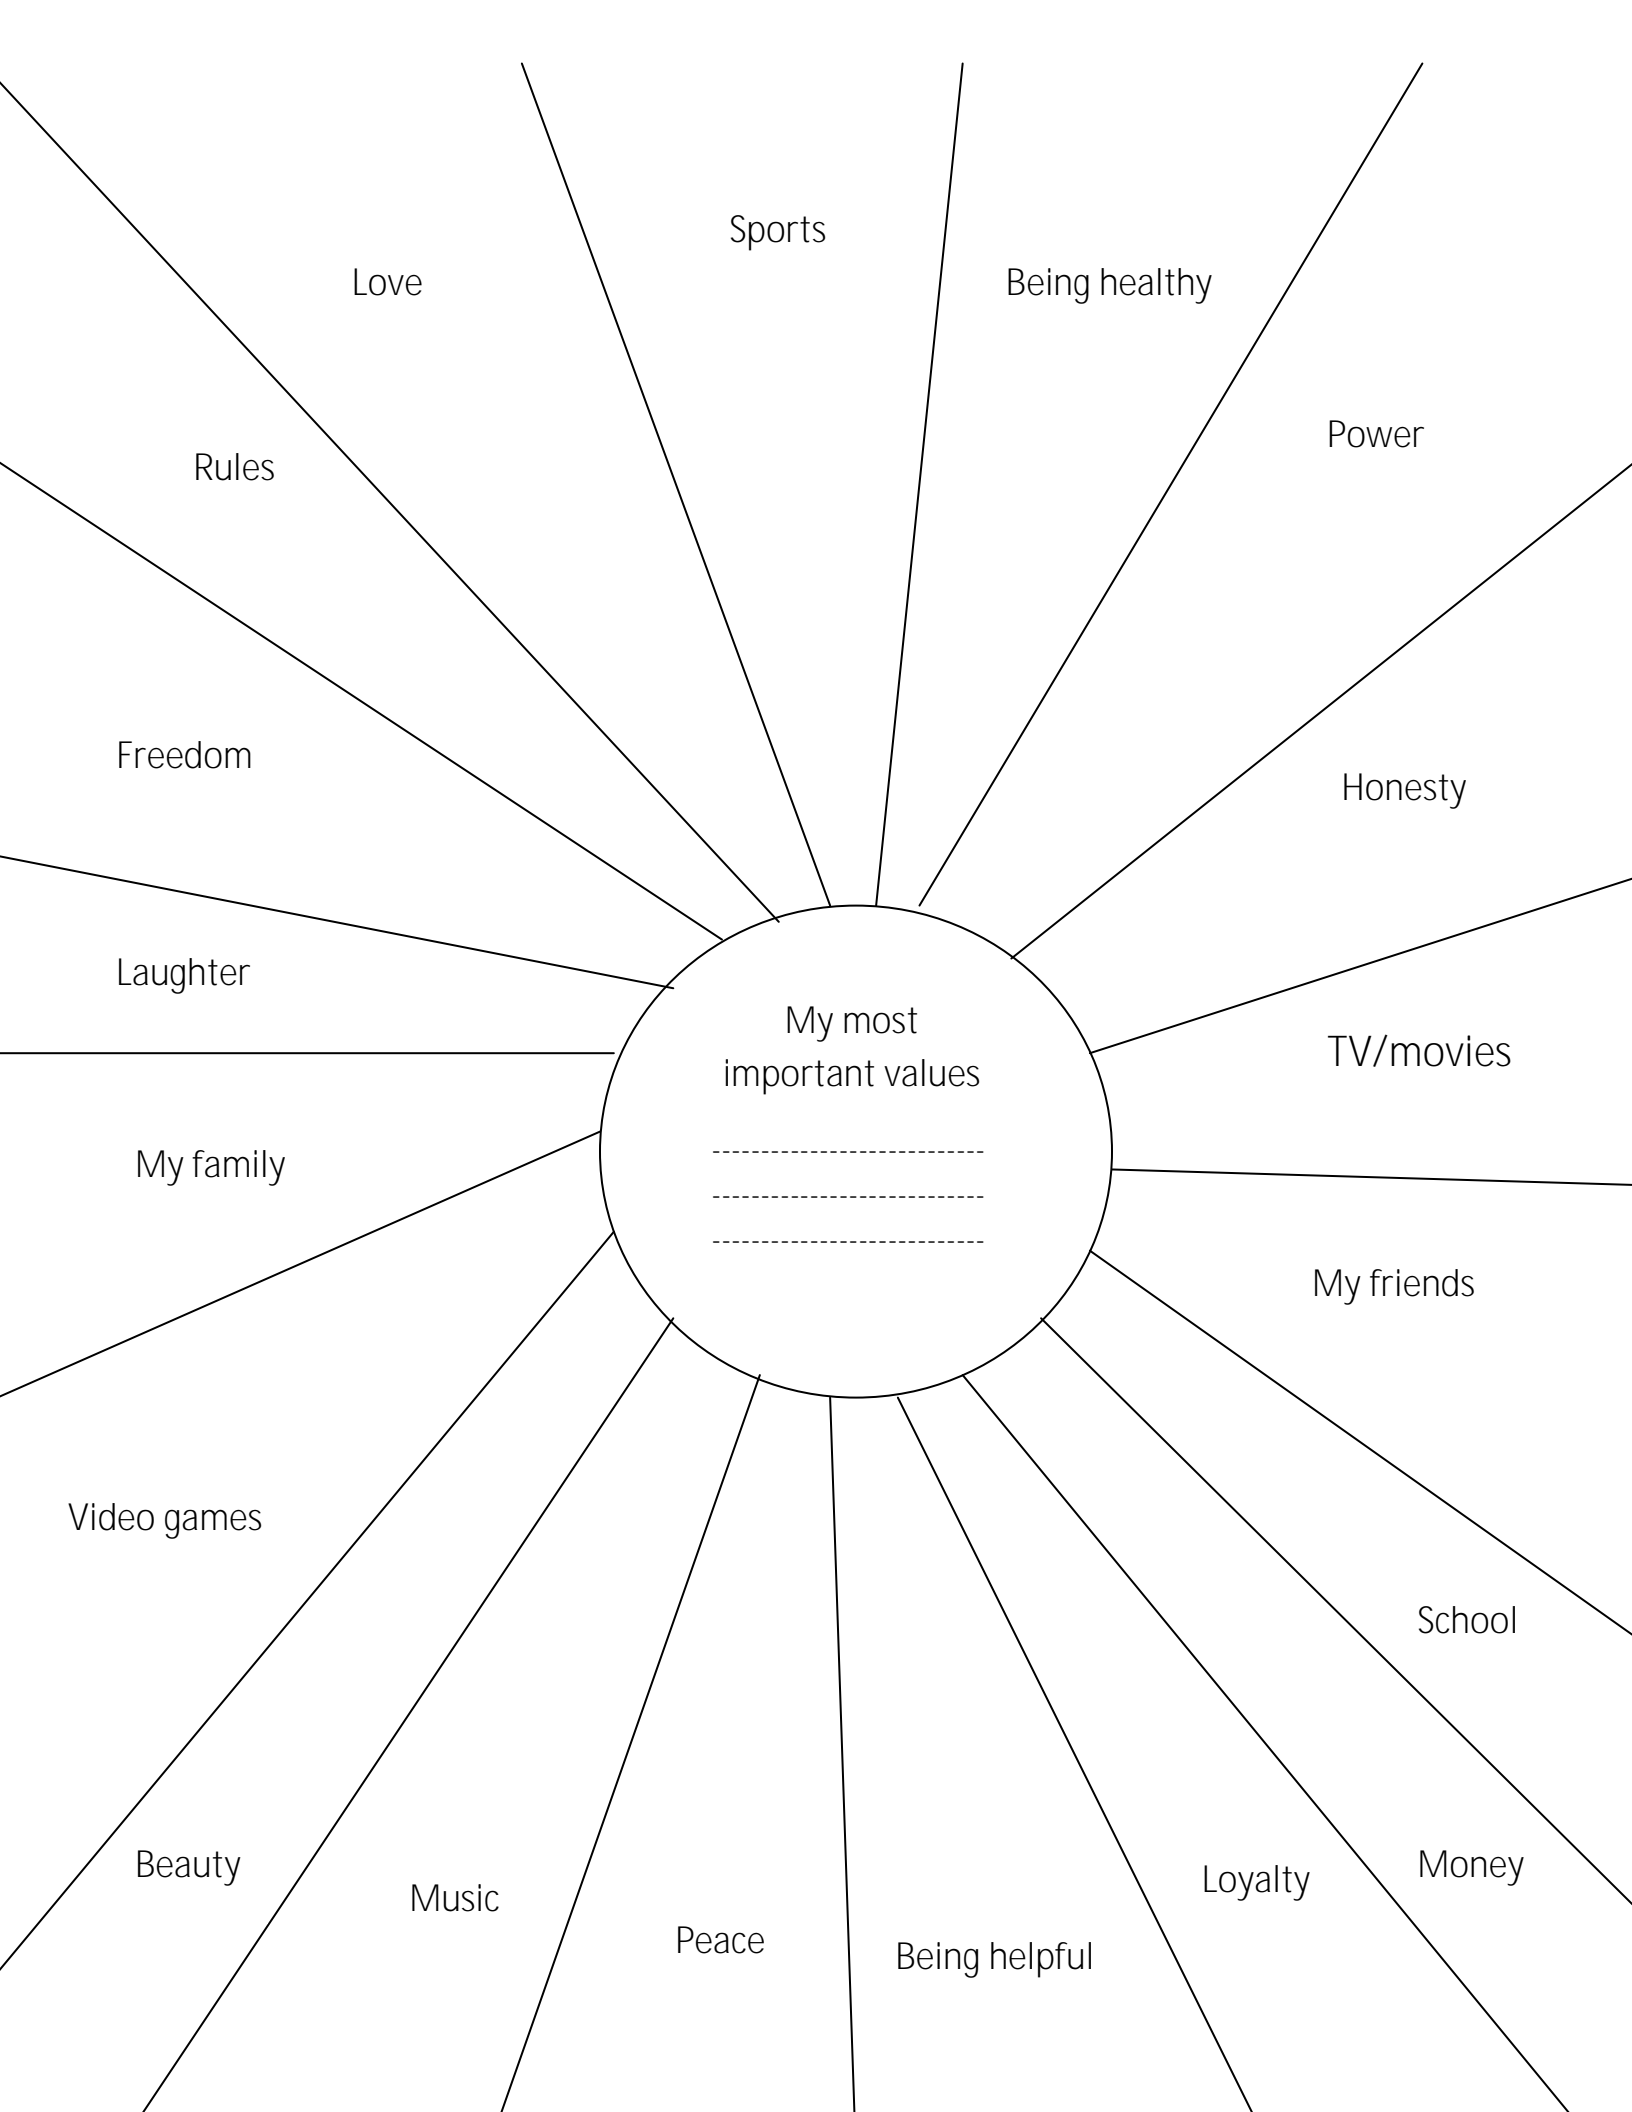 Sports
Love
Being healthy
Power
Rules
Freedom
Honesty
Laughter
My most
important values
TV/movies
---------------------------
---------------------------
---------------------------
My family
My friends
Video games
School
Beauty
Money
Loyalty
Music
Peace
Being helpful